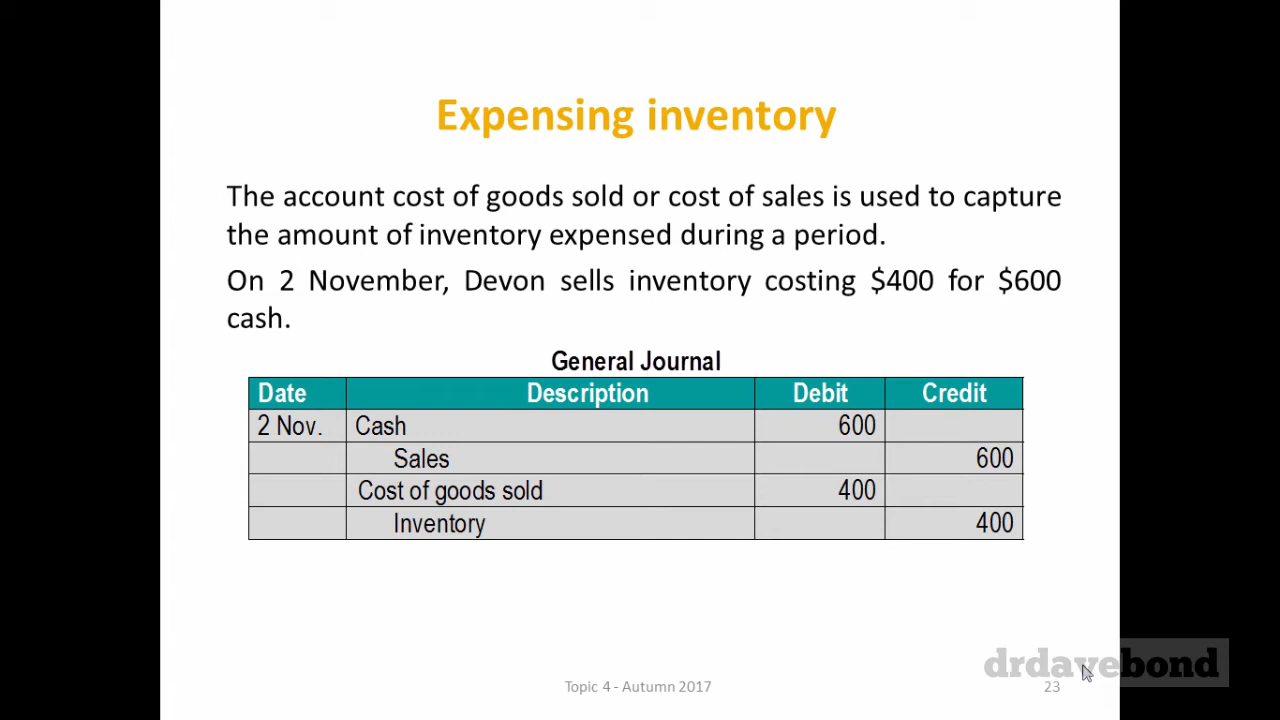 Expensing inventory
The account cost of goods sold or cost of sales is used to capture
the amount of inventory expensed during a period.
On 2 November, Devon sells inventory costing $400 for $600
cash.
General Journal
Date Description Debit Credit
2 Nov. Cash 600
Sales 600
Cost of goods sold 400
Inventory 400
drdavebond
Topic 4 - Autumn 2017 23